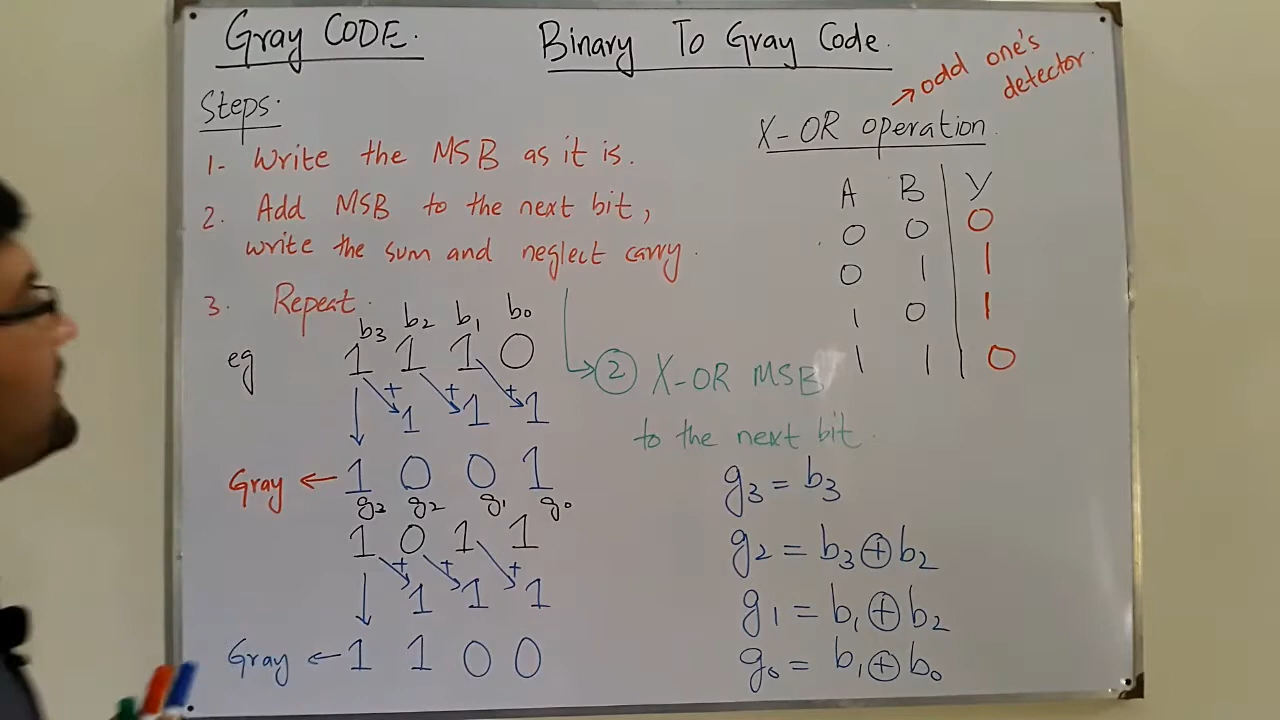 Gray CODE.
Binary To Gray Code.
Steps.
1. Write the MSB as it is.
2. Add MSB to the next bit,
write the sum and neglect carry.
3. Repeat.
b3 b2 b1 b0
eg 1 1 1 0
+ + +
1 1 1
Gray ← 1 0 0 1
g3 g2 g1 g0
1 0 1 1
+ + +
1 1 1
Gray ← 1 1 0 0
→ odd one's
detector.
X-OR operation.
A B Y
0 0 0
0 1 1
1 0 1
1 1 0
② X-OR MSB
to the next bit.
g3 = b3
g2 = b3 ⊕ b2
g1 = b1 ⊕ b2
g0 = b1 ⊕ b0